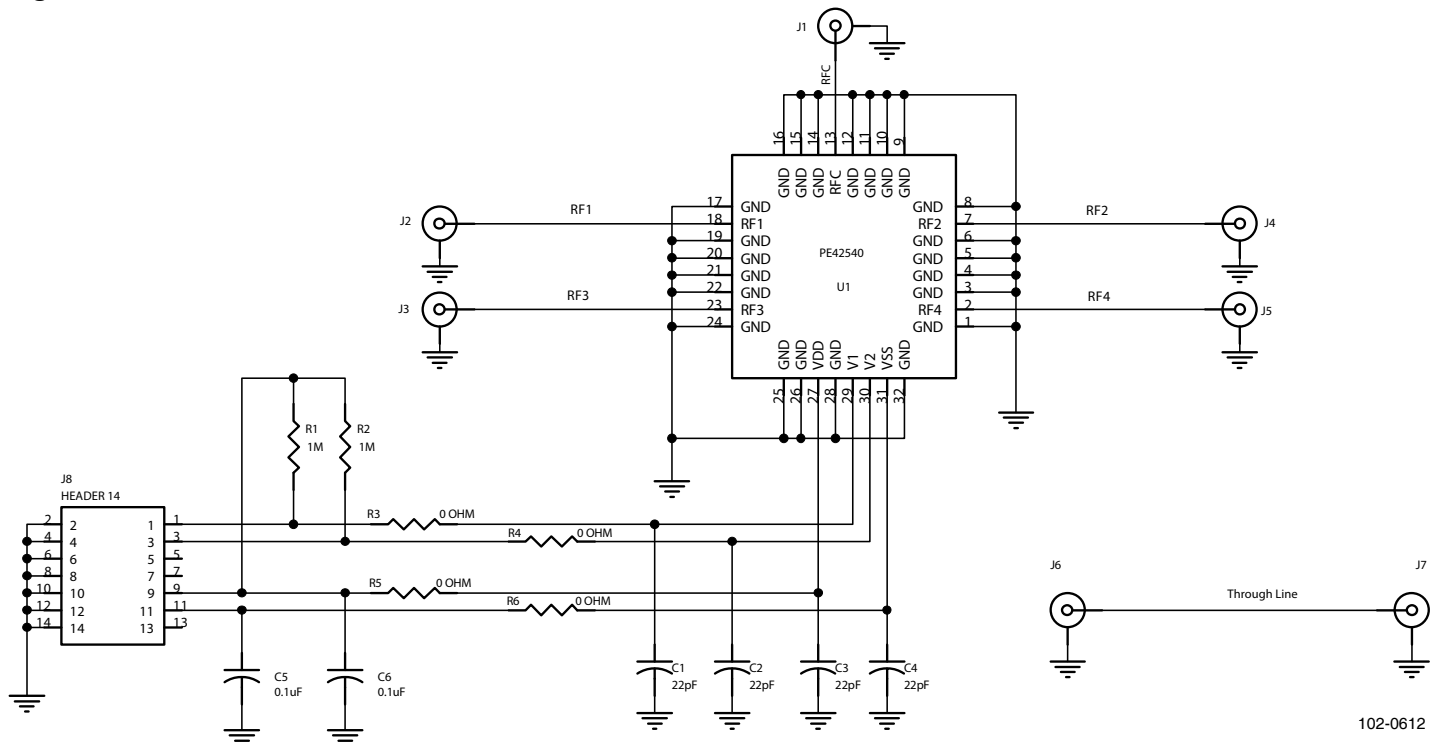 J1
RFC
16
15
14
13
12
11
10
9
GND
GND
GND
RFC
GND
GND
GND
GND
17 GND
18 RF1
19 GND
20 GND
21 GND
22 GND
23 RF3
24 GND
GND 8
RF2 7
GND 6
GND 5
GND 4
GND 3
RF4 2
GND 1
PE42540
U1
J2
RF1
J3
RF3
RF2
J4
RF4
J5
GND
GND
VDD
GND
V1
V2
VSS
GND
25
26
27
28
29
30
31
32
R1
1M
R2
1M
J8
HEADER 14
2 2 1 1
4 4 3 3
6 6 5 5
8 8 7 7
10 10 9 9
12 12 11 11
14 14 13 13
R3 0 OHM
R4 0 OHM
R5 0 OHM
R6 0 OHM
C5
0.1uF
C6
0.1uF
C1
22pF
C2
22pF
C3
22pF
C4
22pF
J6
J7
Through Line
102-0612